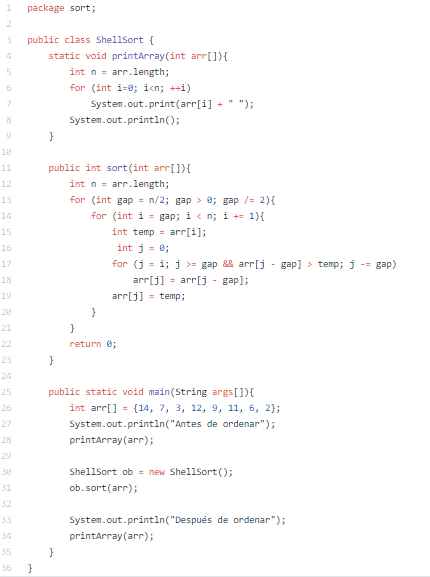 1 package sort;
2
3 public class ShellSort {
4     static void printArray(int arr[]){
5         int n = arr.length;
6         for (int i=0; i<n; ++i)
7             System.out.print(arr[i] + " ");
8         System.out.println();
9     }
10
11     public int sort(int arr[]){
12         int n = arr.length;
13         for (int gap = n/2; gap > 0; gap /= 2){
14             for (int i = gap; i < n; i += 1){
15                 int temp = arr[i];
16                  int j = 0;
17                 for (j = i; j >= gap && arr[j - gap] > temp; j -= gap)
18                     arr[j] = arr[j - gap];
19                 arr[j] = temp;
20             }
21         }
22         return 0;
23     }
24
25     public static void main(String args[]){
26         int arr[] = {14, 7, 3, 12, 9, 11, 6, 2};
27         System.out.println("Antes de ordenar");
28         printArray(arr);
29
30         ShellSort ob = new ShellSort();
31         ob.sort(arr);
32
33         System.out.println("Después de ordenar");
34         printArray(arr);
35     }
36 }